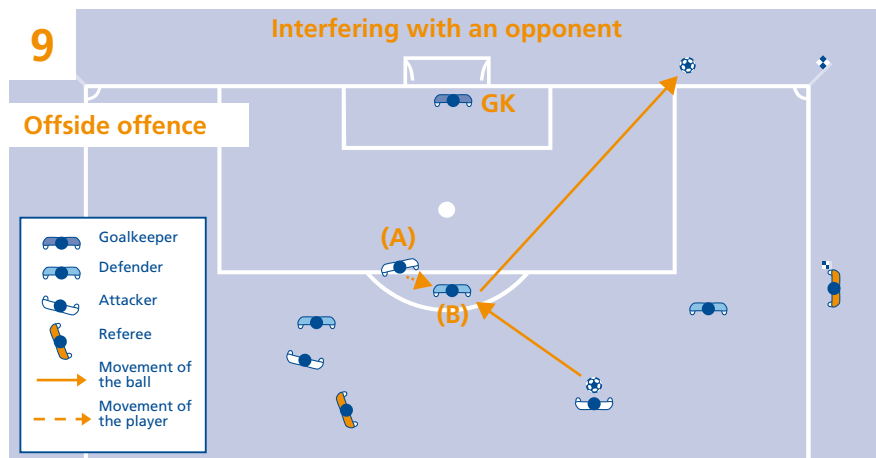 9
Interfering with an opponent
GK
Offside offence
(A)
(B)
Goalkeeper
Defender
Attacker
Referee
Movement of
the ball
Movement of
the player